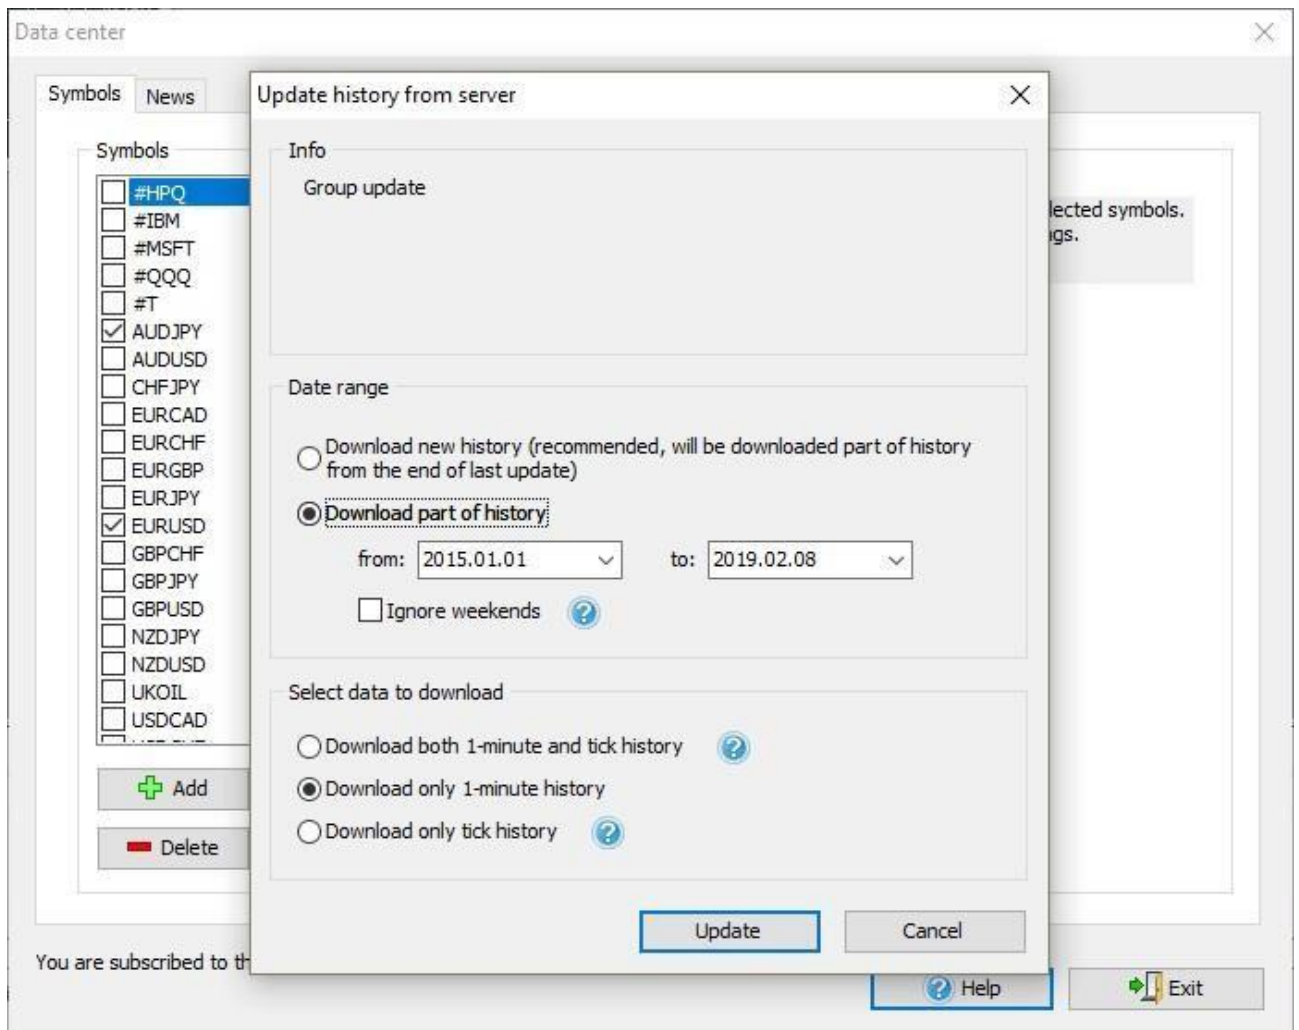 Data center
Symbols
News
Update history from server
Symbols
#HPQ
#IBM
#MSFT
#QQQ
#T
AUDJPY
AUDUSD
CHFJPY
EURCAD
EURCHF
EURGBP
EURJPY
EURUSD
GBPCHF
GBPJPY
GBPUSD
NZDJPY
NZDUSD
UKOIL
USDCAD
Add
Delete
Info
Group update
lected symbols.
gs.
Date range
Download new history (recommended, will be downloaded part of history
from the end of last update)
Download part of history
from: 2015.01.01 to: 2019.02.08
Ignore weekends
Select data to download
Download both 1-minute and tick history
Download only 1-minute history
Download only tick history
Update Cancel
You are subscribed to th
Help Exit